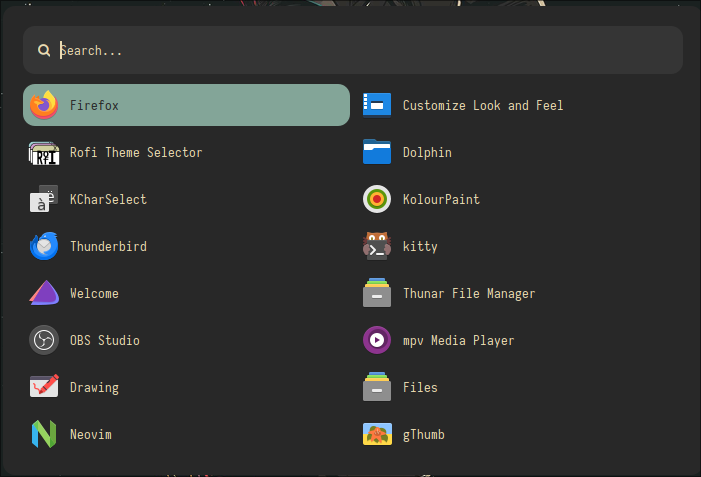 Search...
Firefox
Customize Look and Feel
Rofi Theme Selector
Dolphin
KCharSelect
KolourPaint
Thunderbird
kitty
Welcome
Thunar File Manager
OBS Studio
mpv Media Player
Drawing
Files
Neovim
gThumb